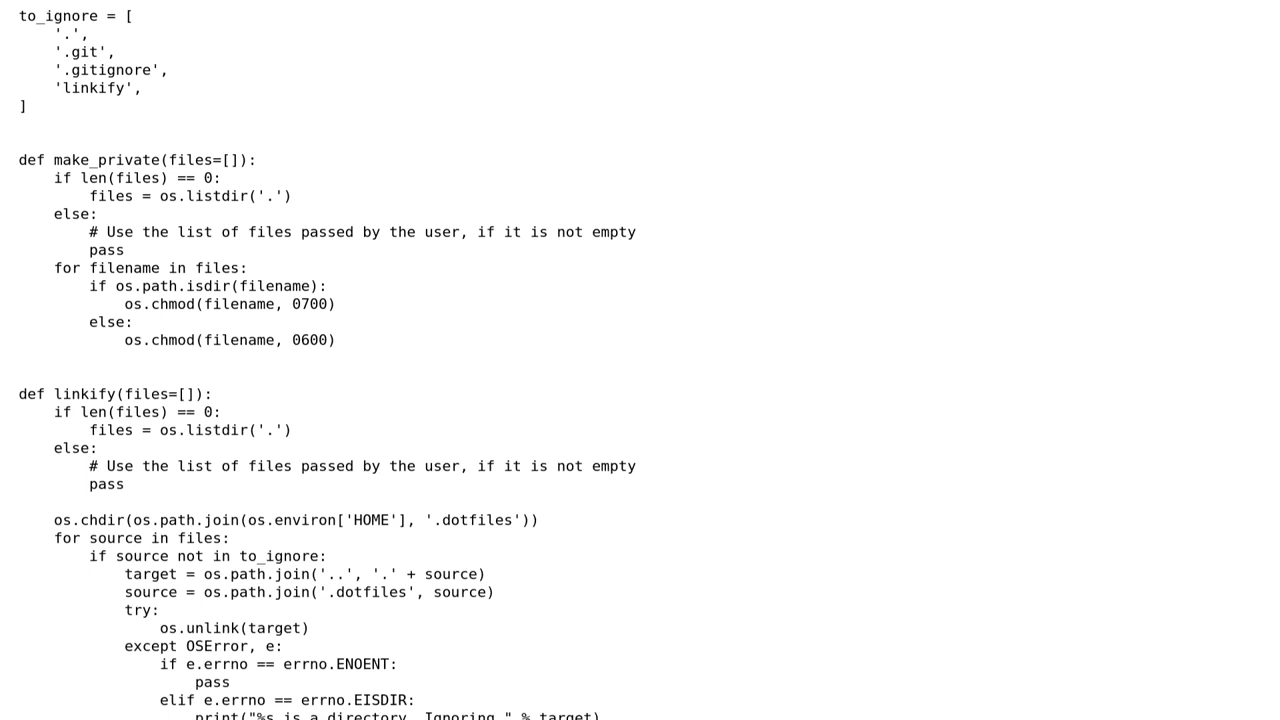 to_ignore = [
    '.',
    '.git',
    '.gitignore',
    'linkify',
]


def make_private(files=[]):
    if len(files) == 0:
        files = os.listdir('.')
    else:
        # Use the list of files passed by the user, if it is not empty
        pass
    for filename in files:
        if os.path.isdir(filename):
            os.chmod(filename, 0700)
        else:
            os.chmod(filename, 0600)


def linkify(files=[]):
    if len(files) == 0:
        files = os.listdir('.')
    else:
        # Use the list of files passed by the user, if it is not empty
        pass

    os.chdir(os.path.join(os.environ['HOME'], '.dotfiles'))
    for source in files:
        if source not in to_ignore:
            target = os.path.join('..', '.' + source)
            source = os.path.join('.dotfiles', source)
            try:
                os.unlink(target)
            except OSError, e:
                if e.errno == errno.ENOENT:
                    pass
                elif e.errno == errno.EISDIR:
                    print("%s is a directory. Ignoring." % target)